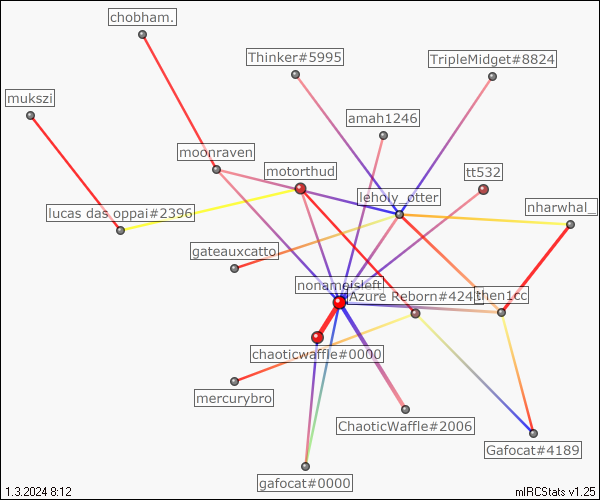 chobham.
Thinker#5995
TripleMidget#8824
mukszi
amah1246
moonraven
motorthud
tt532
leholy_otter
nharwhal_
lucas das oppai#2396
gateauxcatto
nonameisleft
Azure Reborn#4243
then1cc
chaoticwaffle#0000
mercurybro
ChaoticWaffle#2006
Gafocat#4189
gafocat#0000
1.3.2024 8:12
mIRCStats v1.25